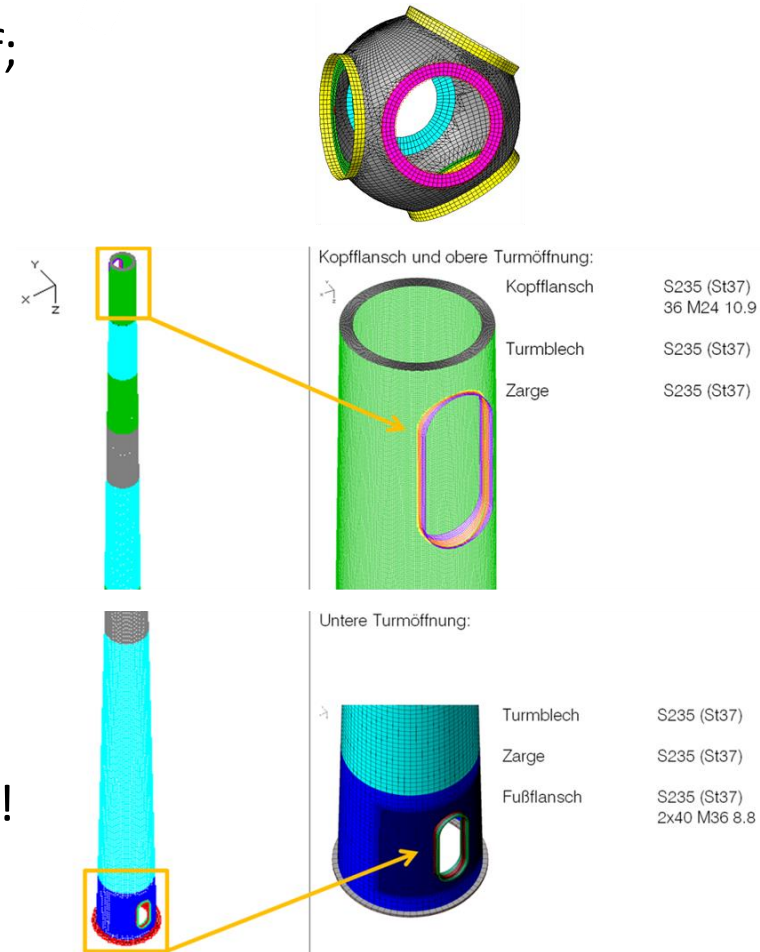 ;
Kopfflansch und obere Turmöffnung:
Kopfflansch S235 (St37)
36 M24 10.9
Turmblech S235 (St37)
Zarge S235 (St37)
Y
X
Z
Untere Turmöffnung:
Turmblech S235 (St37)
Zarge S235 (St37)
Fußflansch S235 (St37)
2x40 M36 8.8
!